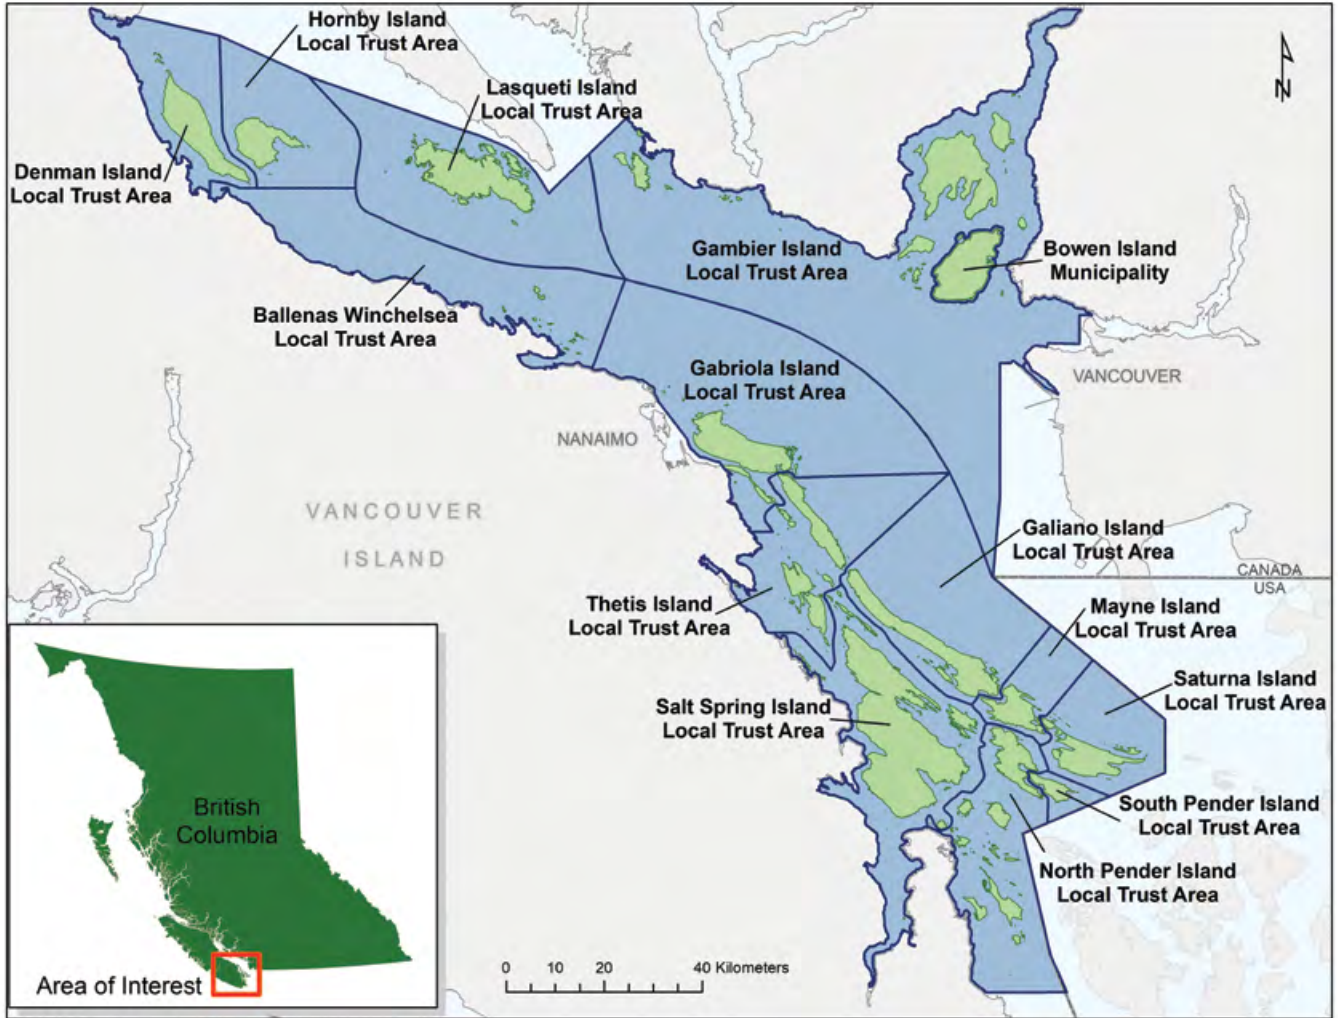 Hornby Island
Local Trust Area
Lasqueti Island
Local Trust Area
N
Denman Island
Local Trust Area
Gambier Island
Local Trust Area
Bowen Island
Municipality
Ballenas Winchelsea
Local Trust Area
Gabriola Island
Local Trust Area
VANCOUVER
NANAIMO
VANCOUVER
ISLAND
Galiano Island
Local Trust Area
CANADA
USA
Thetis Island
Local Trust Area
Mayne Island
Local Trust Area
Saturna Island
Local Trust Area
Salt Spring Island
Local Trust Area
South Pender Island
Local Trust Area
North Pender Island
Local Trust Area
British
Columbia
Area of Interest
0 10 20 40 Kilometers